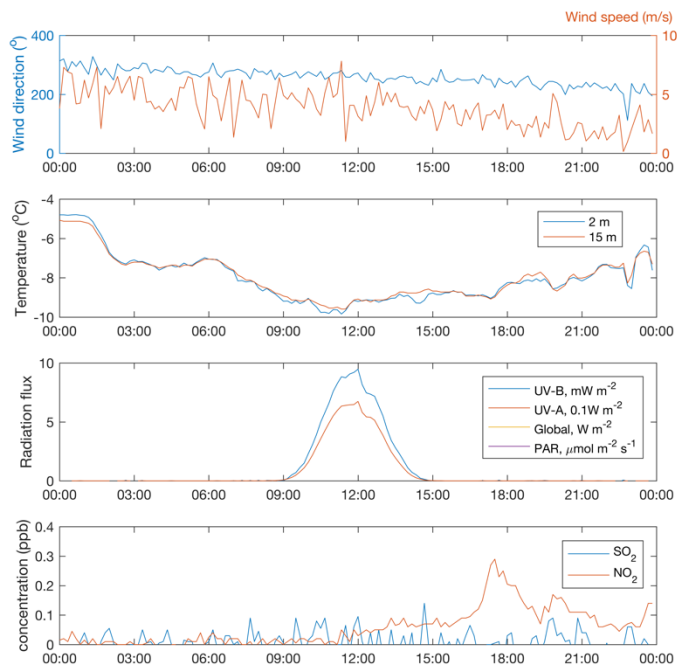 Wind speed (m/s)
Wind direction (°)
400
200
0
10
5
0
00:00 03:00 06:00 09:00 12:00 15:00 18:00 21:00 00:00
Temperature (°C)
-4
-6
-8
-10
2 m
15 m
00:00 03:00 06:00 09:00 12:00 15:00 18:00 21:00 00:00
Radiation flux
10
5
0
UV-B, mW m⁻²
UV-A, 0.1W m⁻²
Global, W m⁻²
PAR, μmol m⁻² s⁻¹
00:00 03:00 06:00 09:00 12:00 15:00 18:00 21:00 00:00
concentration (ppb)
0.4
0.3
0.2
0.1
0
SO₂
NO₂
00:00 03:00 06:00 09:00 12:00 15:00 18:00 21:00 00:00